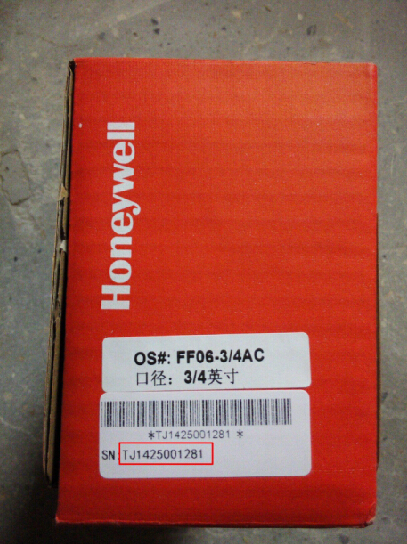 Honeywell
OS#: FF06-3/4AC
口径：3/4英寸
*TJ1425001281 *
SN TJ1425001281